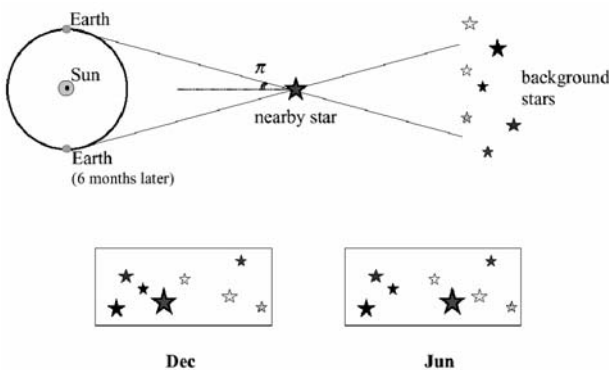 Earth
Sun
π
nearby star
background
stars
Earth
(6 months later)
Dec
Jun